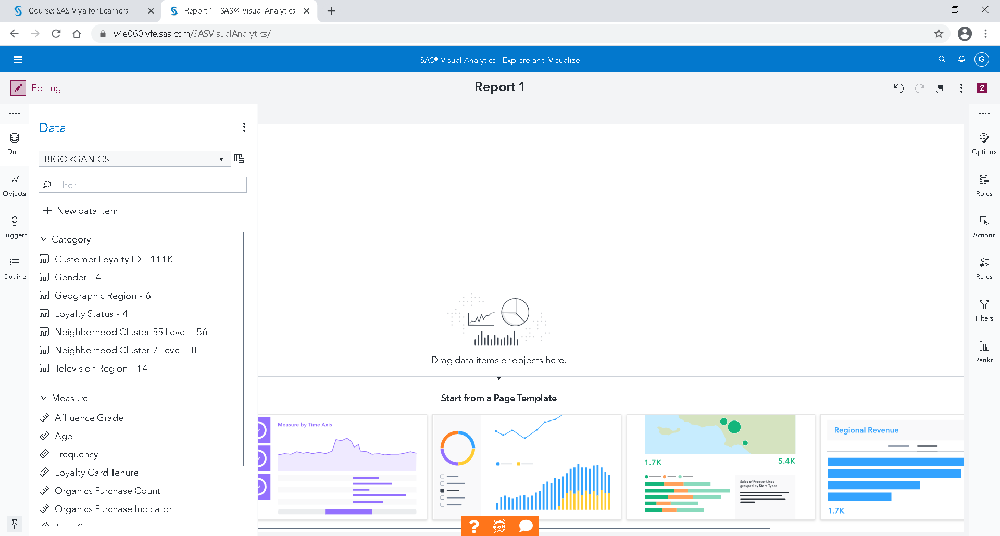 Course: SAS Viya for Learners
Report 1 - SAS® Visual Analytics
v4e060.vfe.sas.com/SASVisualAnalytics/
SAS® Visual Analytics - Explore and Visualize
G
Editing
Report 1
2
Data
Objects
Suggest
Outline
Data
BIGORGANICS
Filter
New data item
Category
Customer Loyalty ID - 111K
Gender - 4
Geographic Region - 6
Loyalty Status - 4
Neighborhood Cluster-55 Level - 56
Neighborhood Cluster-7 Level - 8
Television Region - 14
Measure
Affluence Grade
Age
Frequency
Loyalty Card Tenure
Organics Purchase Count
Organics Purchase Indicator
Drag data items or objects here.
Start from a Page Template
Measure by Time Axis
M
M
M
1.7K
5.4K
Sales of Product Lines
grouped by Store Types
Regional Revenue
1.7K
?
jupyter
Options
Roles
Actions
Rules
Filters
Ranks